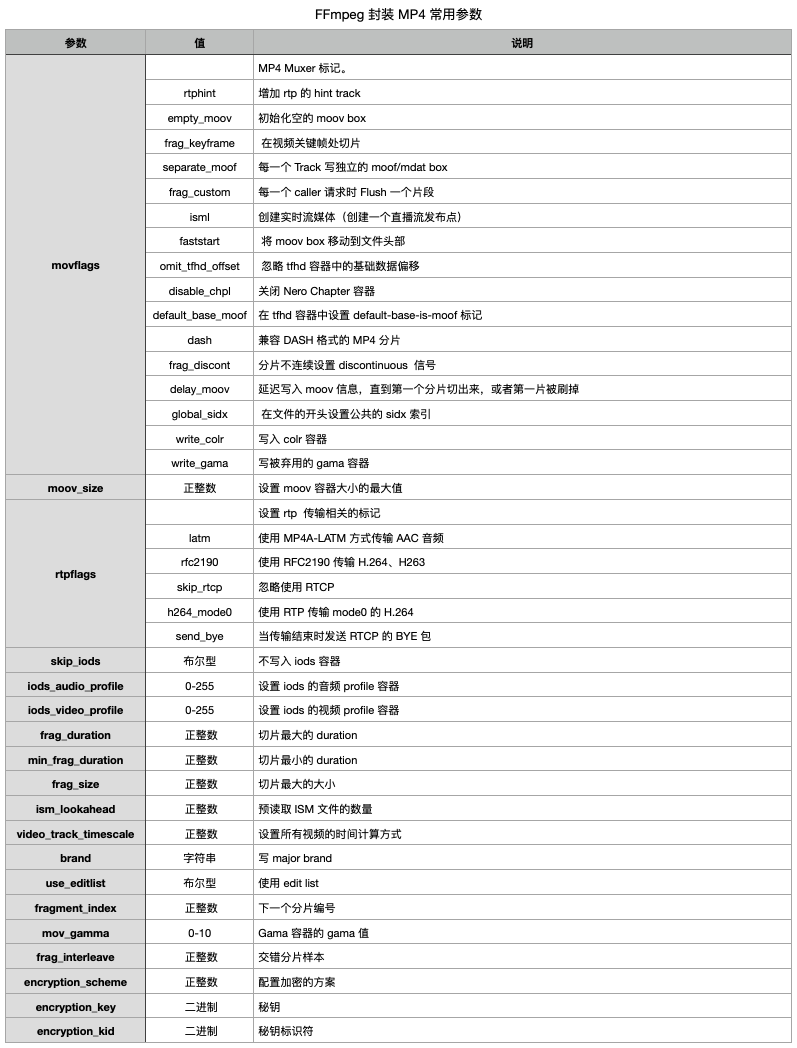 FFmpeg 封装 MP4 常用参数
参数 值 说明
movflags MP4 Muxer 标记。
rtphint 增加 rtp 的 hint track
empty_moov 初始化空的 moov box
frag_keyframe 在视频关键帧处切片
separate_moof 每一个 Track 写独立的 moof/mdat box
frag_custom 每一个 caller 请求时 Flush 一个片段
isml 创建实时流媒体（创建一个直播流发布点）
faststart 将 moov box 移动到文件头部
omit_tfhd_offset 忽略 tfhd 容器中的基础数据偏移
disable_chpl 关闭 Nero Chapter 容器
default_base_moof 在 tfhd 容器中设置 default-base-is-moof 标记
dash 兼容 DASH 格式的 MP4 分片
frag_discont 分片不连续设置 discontinuous 信号
delay_moov 延迟写入 moov 信息，直到第一个分片切出来，或者第一片被刷掉
global_sidx 在文件的开头设置公共的 sidx 索引
write_colr 写入 colr 容器
write_gama 写被弃用的 gama 容器
moov_size 正整数 设置 moov 容器大小的最大值
rtpflags 设置 rtp 传输相关的标记
latm 使用 MP4A-LATM 方式传输 AAC 音频
rfc2190 使用 RFC2190 传输 H.264、H263
skip_rtcp 忽略使用 RTCP
h264_mode0 使用 RTP 传输 mode0 的 H.264
send_bye 当传输结束时发送 RTCP 的 BYE 包
skip_iods 布尔型 不写入 iods 容器
iods_audio_profile 0-255 设置 iods 的音频 profile 容器
iods_video_profile 0-255 设置 iods 的视频 profile 容器
frag_duration 正整数 切片最大的 duration
min_frag_duration 正整数 切片最小的 duration
frag_size 正整数 切片最大的大小
ism_lookahead 正整数 预读取 ISM 文件的数量
video_track_timescale 正整数 设置所有视频的时间计算方式
brand 字符串 写 major brand
use_editlist 布尔型 使用 edit list
fragment_index 正整数 下一个分片编号
mov_gamma 0-10 Gama 容器的 gama 值
frag_interleave 正整数 交错分片样本
encryption_scheme 正整数 配置加密的方案
encryption_key 二进制 秘钥
encryption_kid 二进制 秘钥标识符